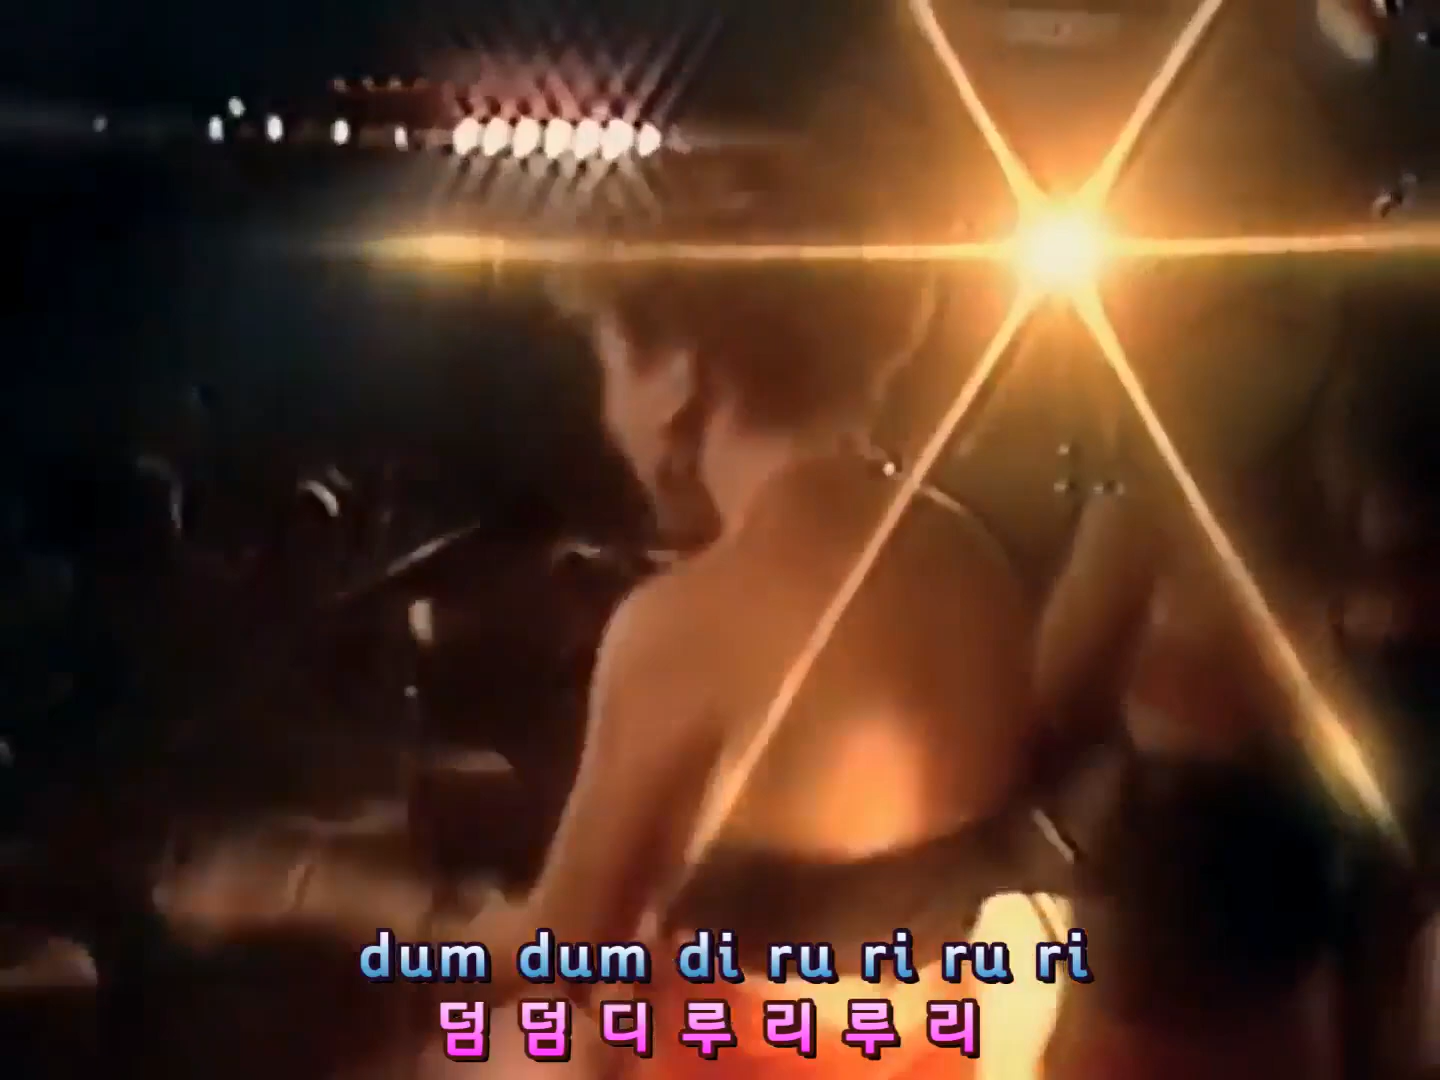 dum dum di ru ri ru ri
덤 덤 디 루 리 루 리